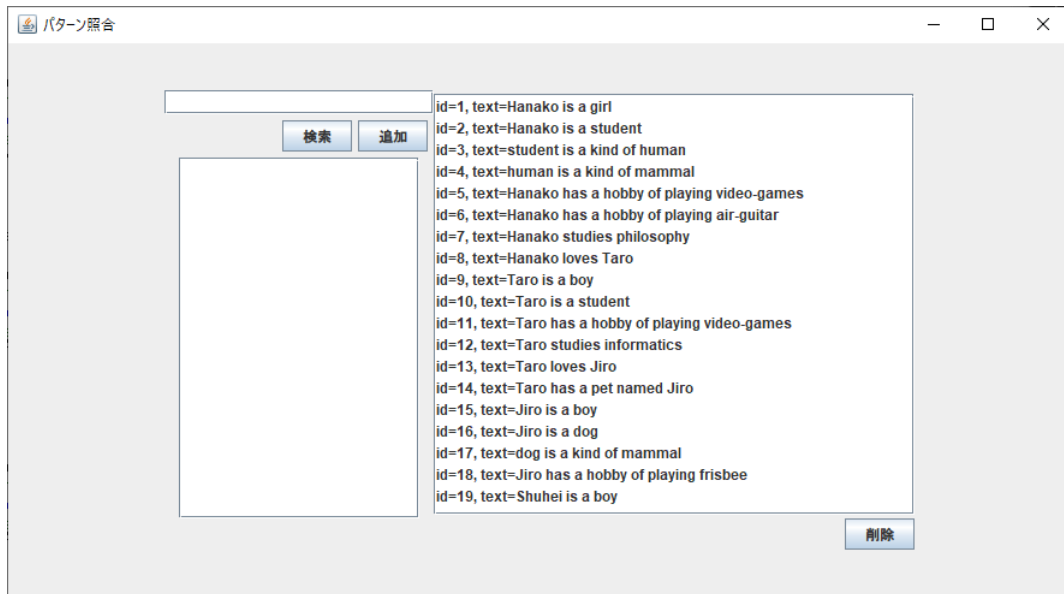 パターン照合
検索
追加
id=1, text=Hanako is a girl
id=2, text=Hanako is a student
id=3, text=student is a kind of human
id=4, text=human is a kind of mammal
id=5, text=Hanako has a hobby of playing video-games
id=6, text=Hanako has a hobby of playing air-guitar
id=7, text=Hanako studies philosophy
id=8, text=Hanako loves Taro
id=9, text=Taro is a boy
id=10, text=Taro is a student
id=11, text=Taro has a hobby of playing video-games
id=12, text=Taro studies informatics
id=13, text=Taro loves Jiro
id=14, text=Taro has a pet named Jiro
id=15, text=Jiro is a boy
id=16, text=Jiro is a dog
id=17, text=dog is a kind of mammal
id=18, text=Jiro has a hobby of playing frisbee
id=19, text=Shuhei is a boy
削除